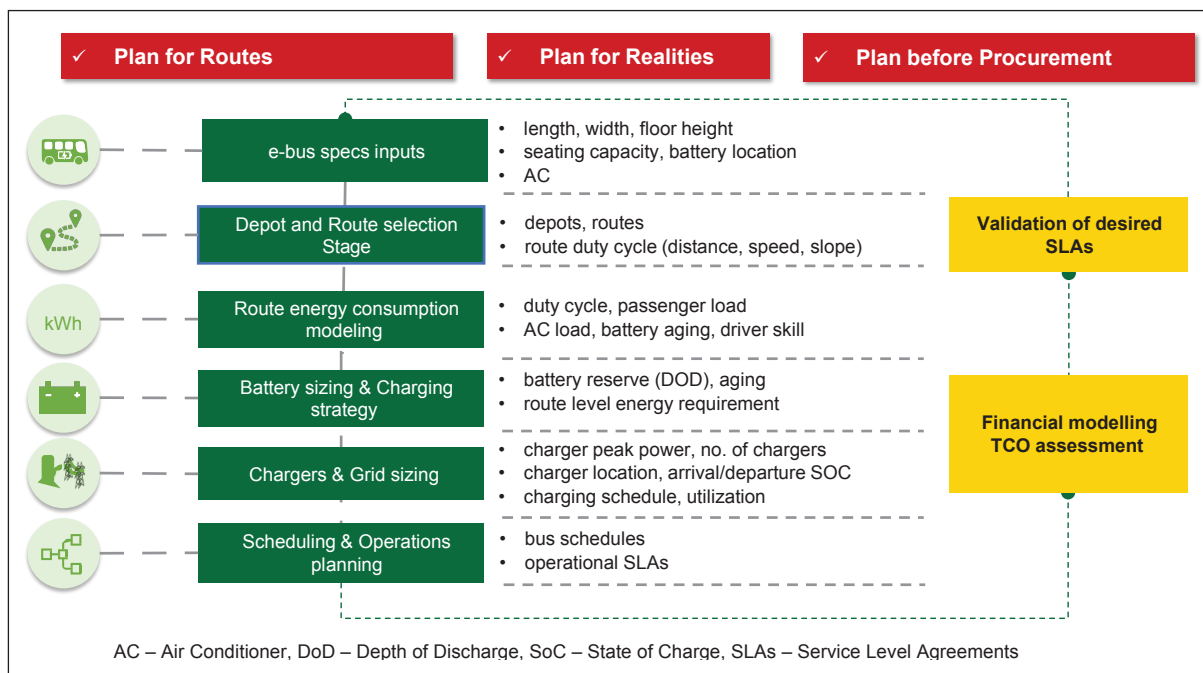 ✓ Plan for Routes
✓ Plan for Realities
✓ Plan before Procurement
e-bus specs inputs
• length, width, floor height
• seating capacity, battery location
• AC
Depot and Route selection
Stage
• depots, routes
• route duty cycle (distance, speed, slope)
Validation of desired
SLAs
kWh
Route energy consumption
modeling
• duty cycle, passenger load
• AC load, battery aging, driver skill
Battery sizing & Charging
strategy
• battery reserve (DOD), aging
• route level energy requirement
Financial modelling
TCO assessment
Chargers & Grid sizing
• charger peak power, no. of chargers
• charger location, arrival/departure SOC
• charging schedule, utilization
Scheduling & Operations
planning
• bus schedules
• operational SLAs
AC – Air Conditioner, DoD – Depth of Discharge, SoC – State of Charge, SLAs – Service Level Agreements